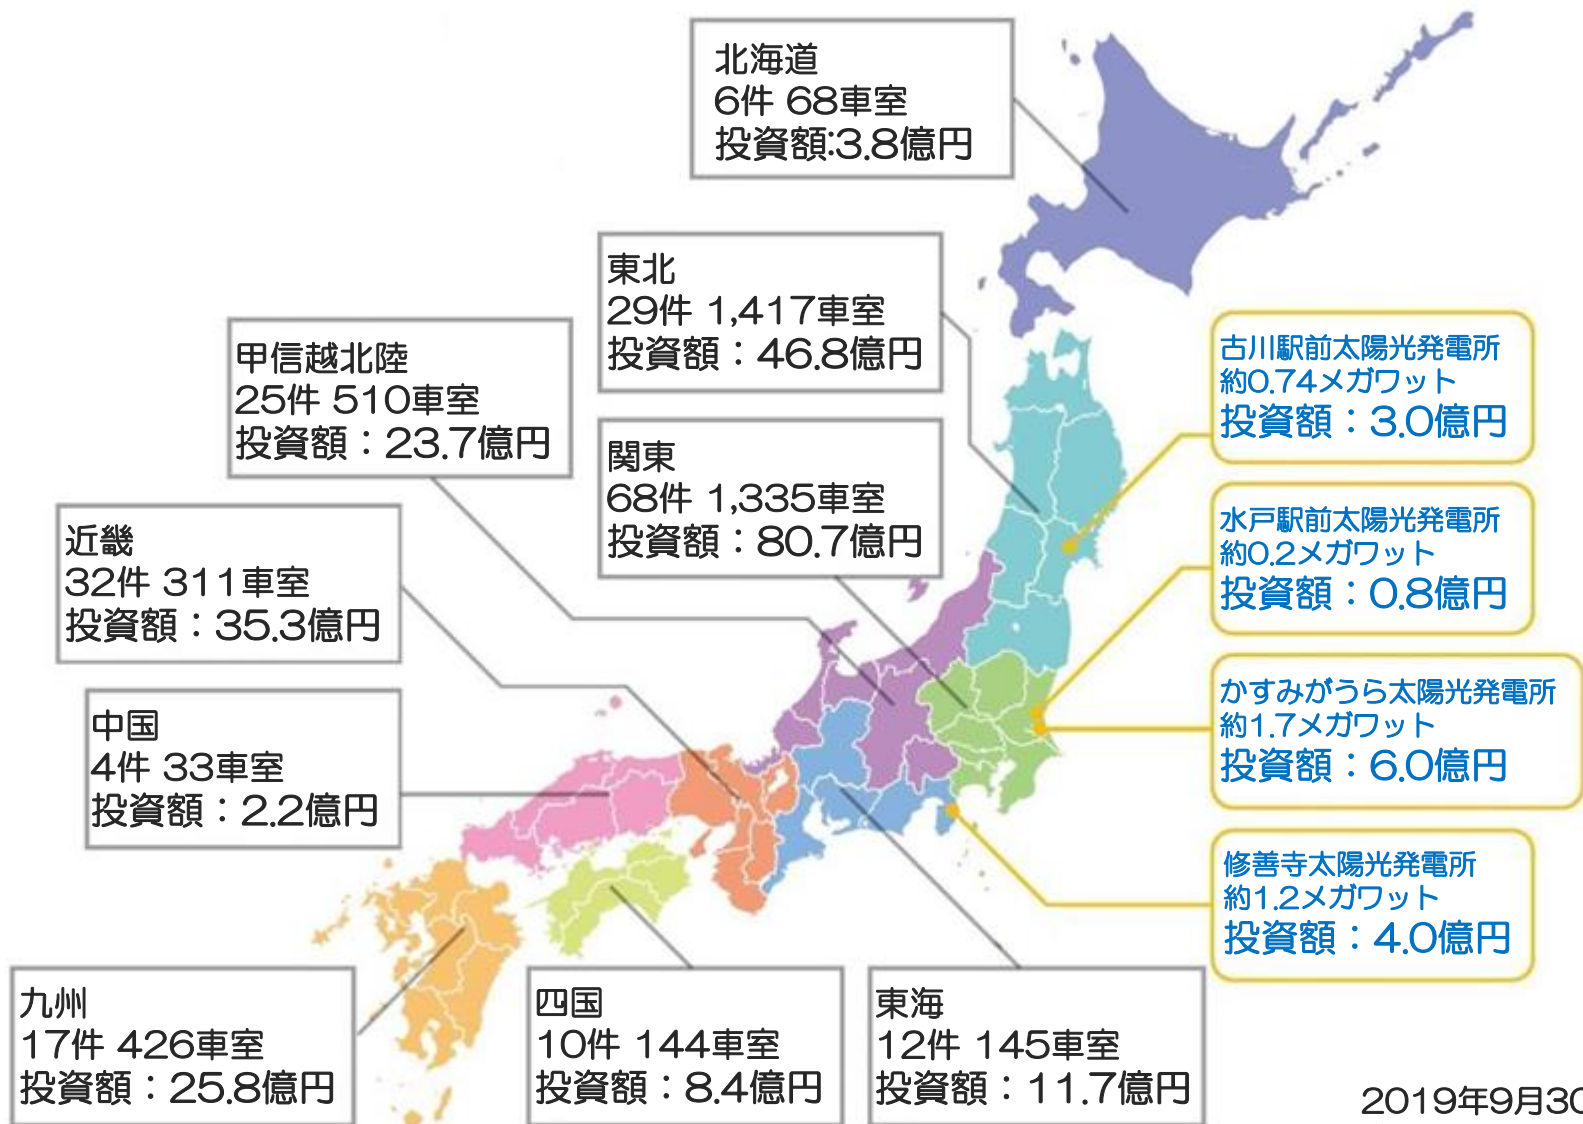 北海道
6件 68車室
投資額:3.8億円
東北
29件 1,417車室
投資額：46.8億円
甲信越北陸
25件 510車室
投資額：23.7億円
関東
68件 1,335車室
投資額：80.7億円
近畿
32件 311車室
投資額：35.3億円
中国
4件 33車室
投資額：2.2億円
九州
17件 426車室
投資額：25.8億円
四国
10件 144車室
投資額：8.4億円
東海
12件 145車室
投資額：11.7億円
古川駅前太陽光発電所
約0.74メガワット
投資額：3.0億円
水戸駅前太陽光発電所
約0.2メガワット
投資額：0.8億円
かすみがうら太陽光発電所
約1.7メガワット
投資額：6.0億円
修善寺太陽光発電所
約1.2メガワット
投資額：4.0億円
2019年9月30